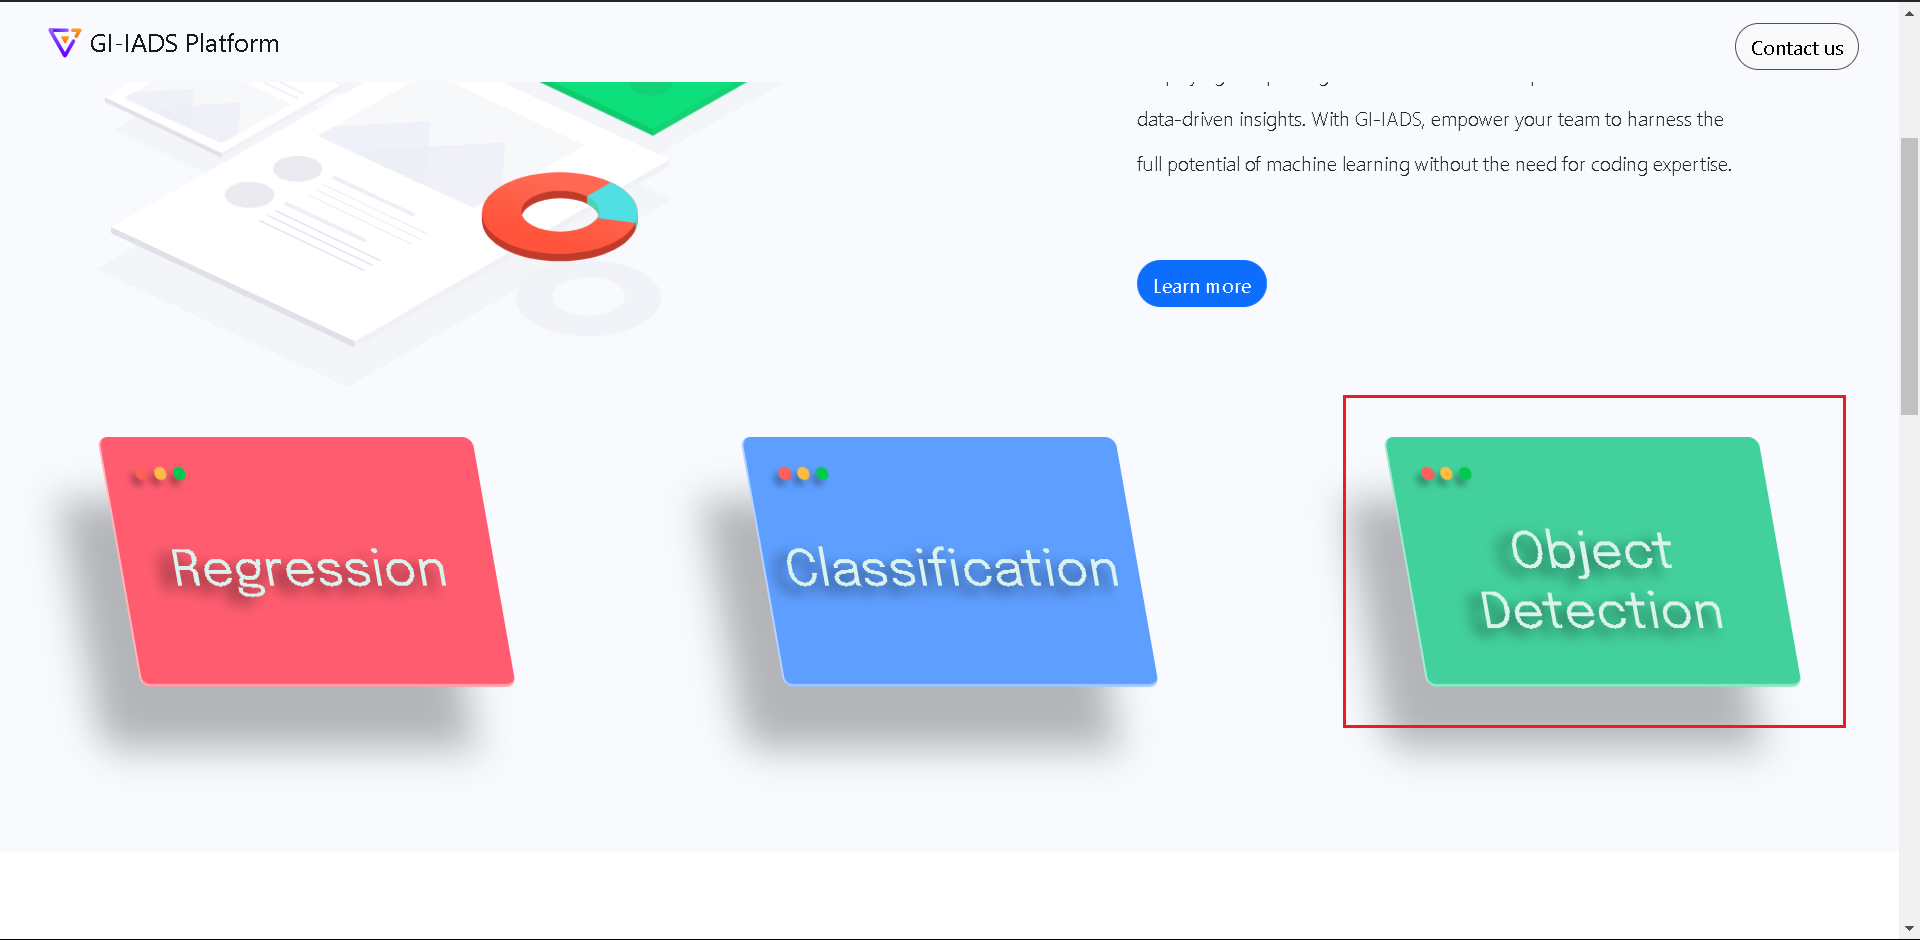 GI-IADS Platform
Contact us
data-driven insights. With GI-IADS, empower your team to harness the
full potential of machine learning without the need for coding expertise.
Learn more
Regression
Classification
Object
Detection